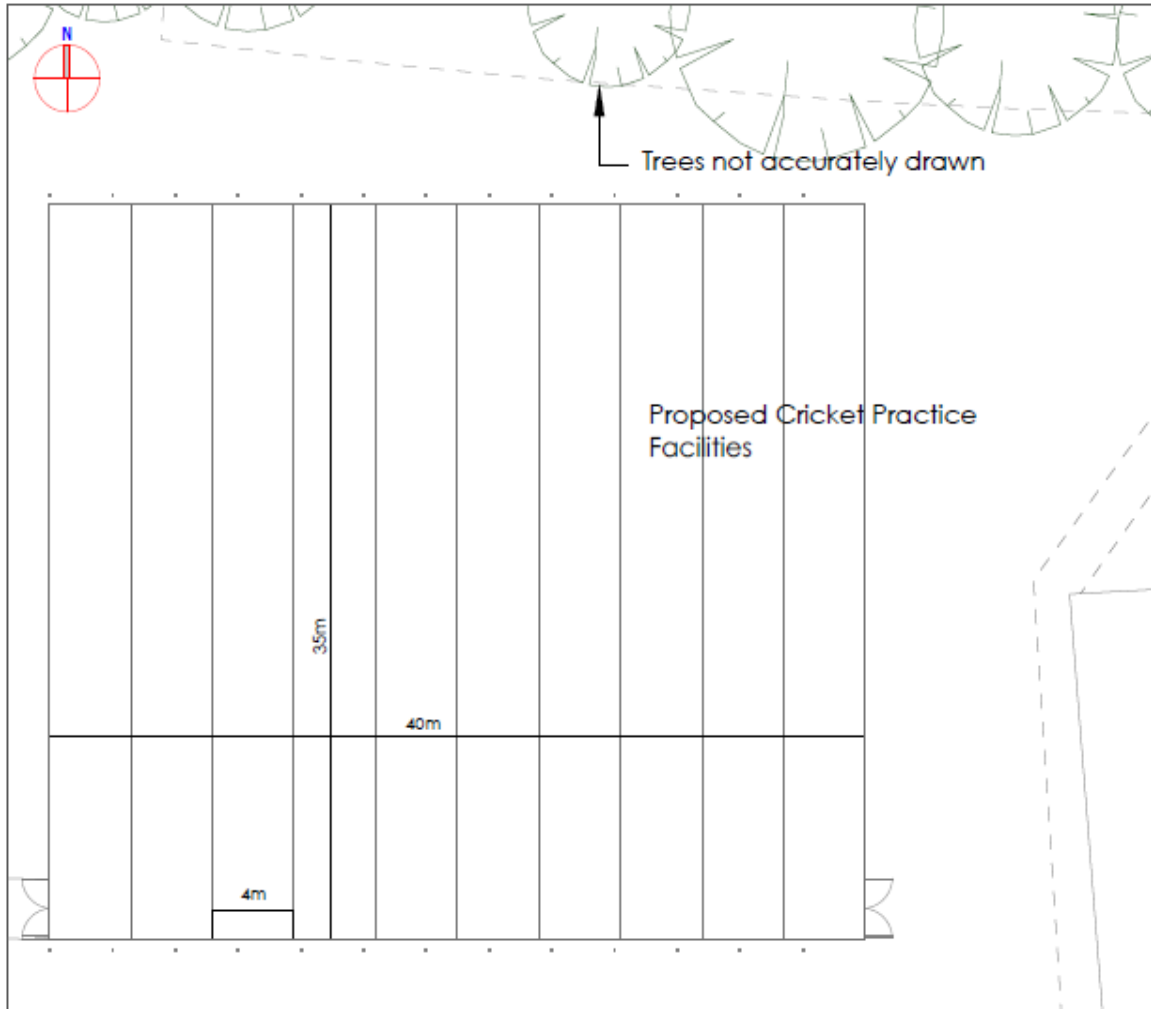 N
Trees not accurately drawn
Proposed Cricket Practice
Facilities
35m
40m
4m